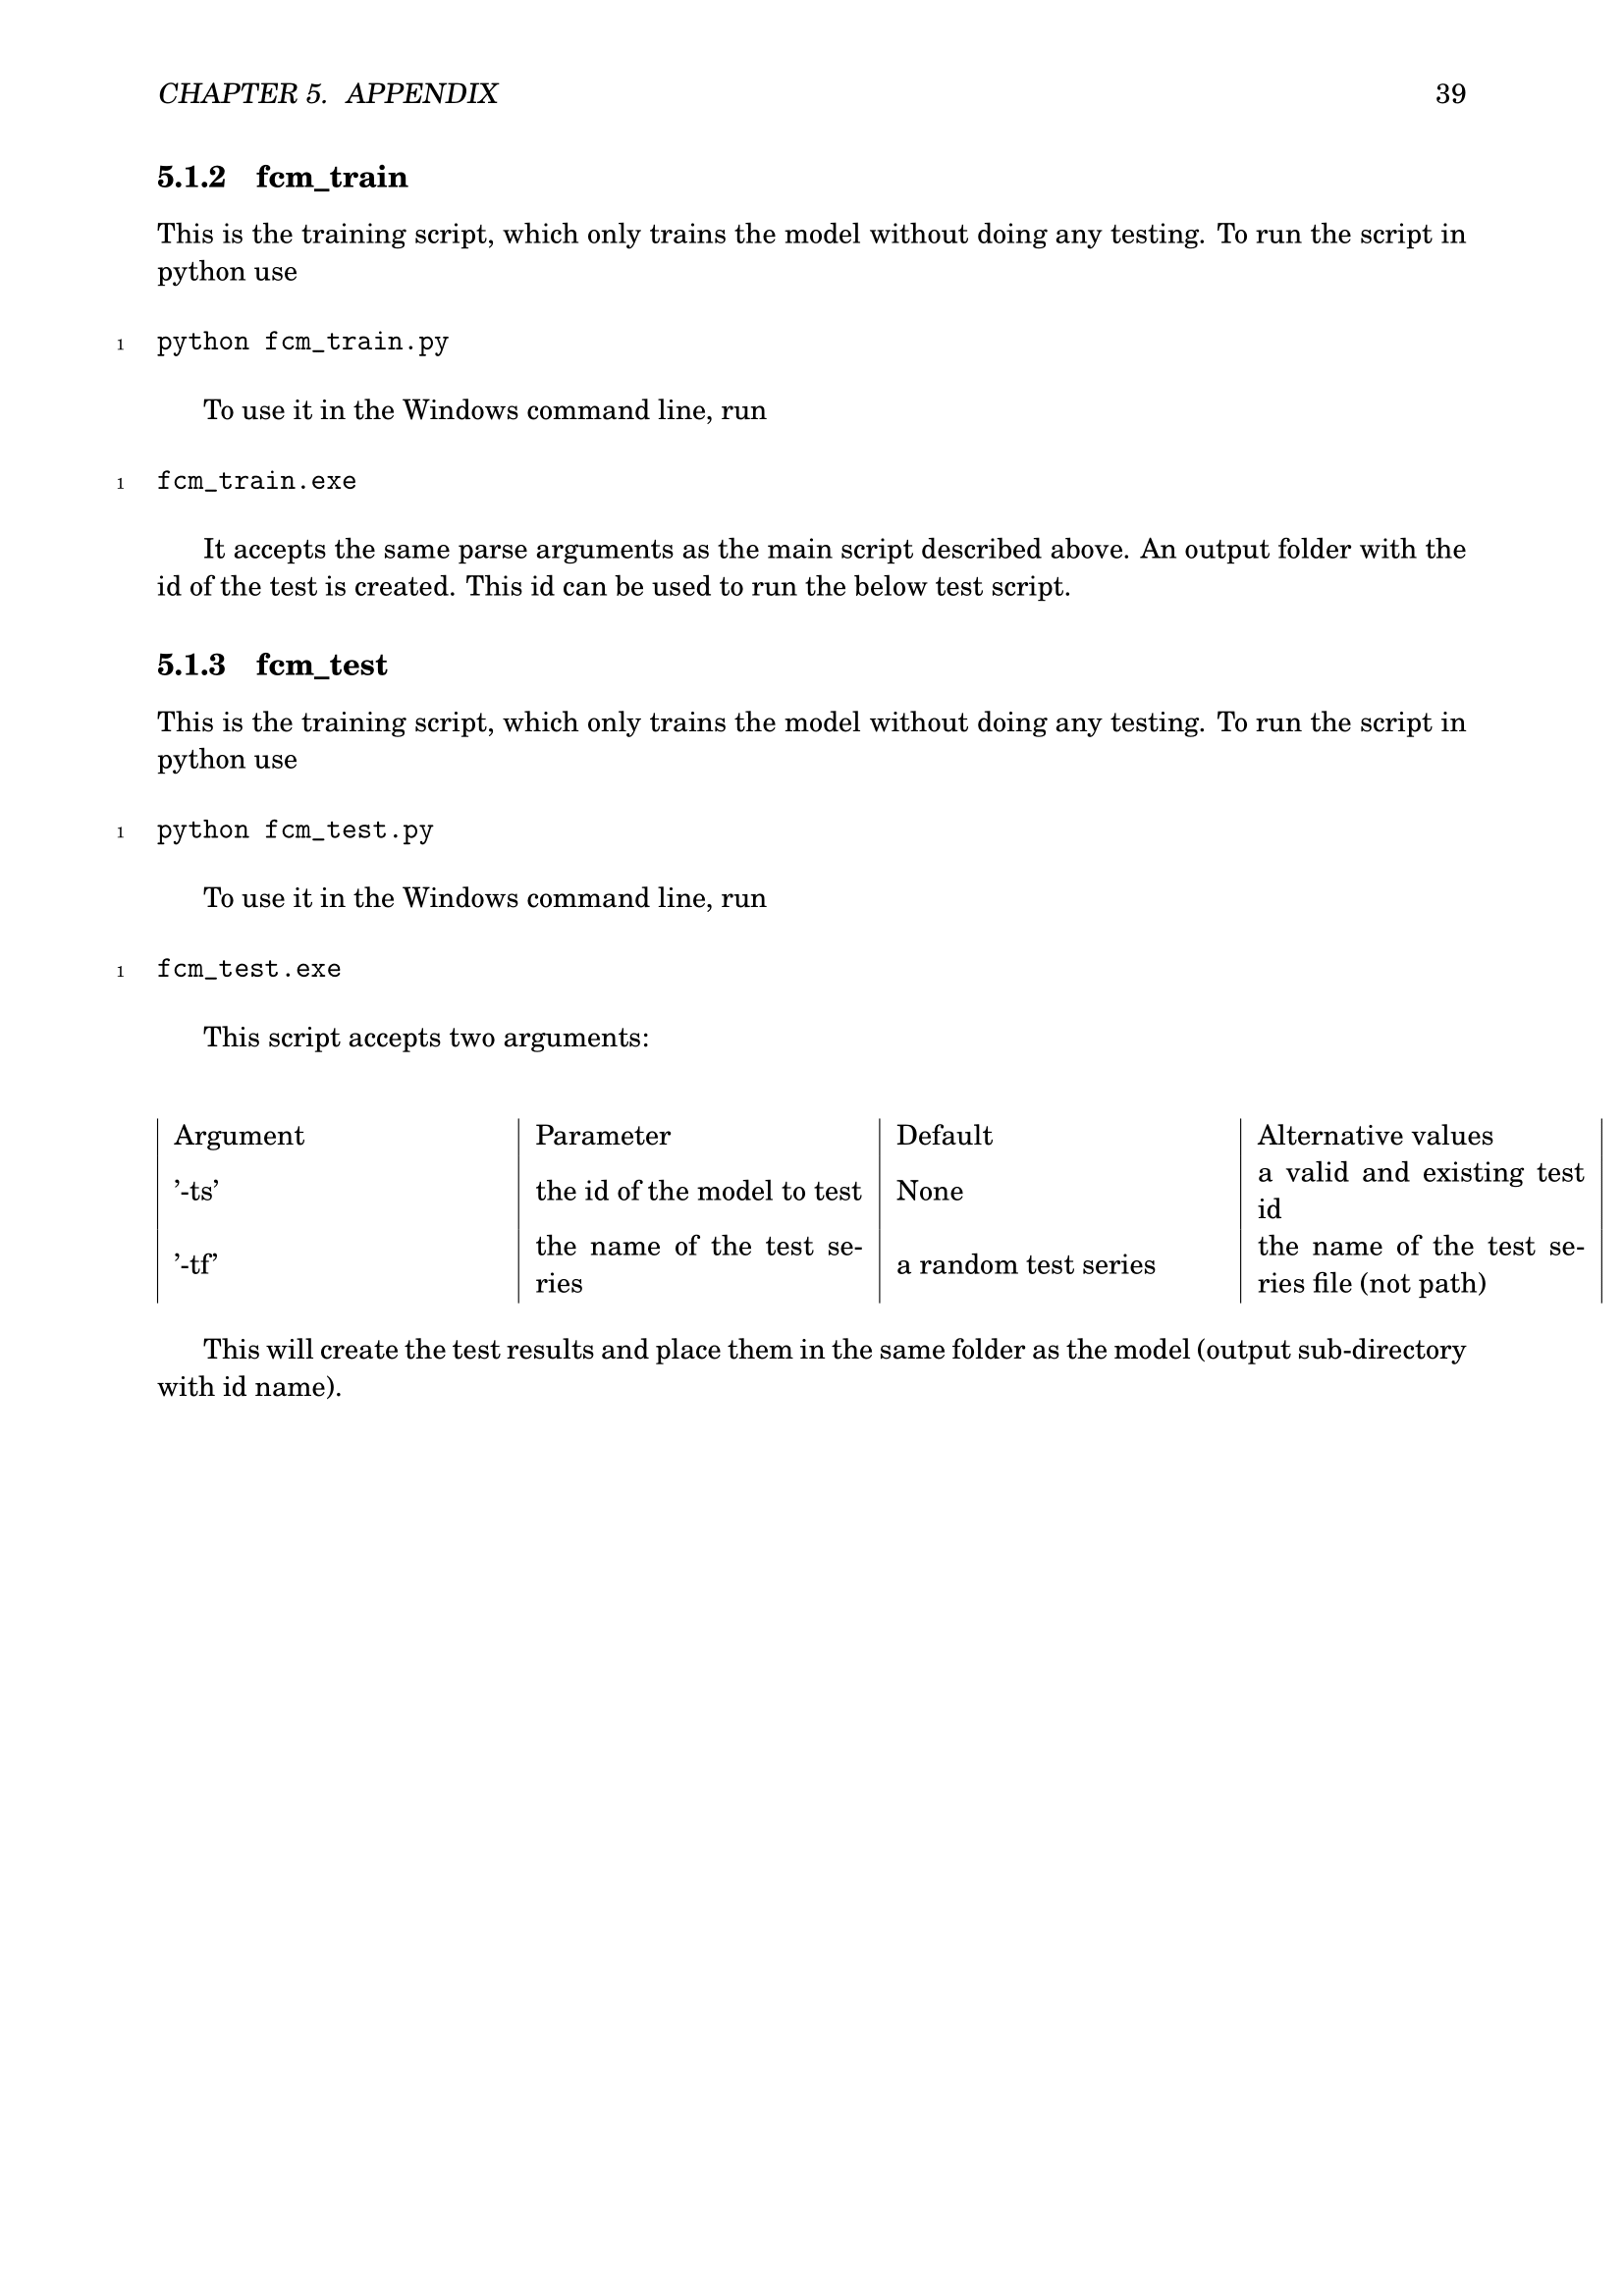 CHAPTER 5. APPENDIX 39
5.1.2 fcm_train
This is the training script, which only trains the model without doing any testing. To run the script in
python use
1 python fcm_train.py
To use it in the Windows command line, run
1 fcm_train.exe
It accepts the same parse arguments as the main script described above. An output folder with the
id of the test is created. This id can be used to run the below test script.
5.1.3 fcm_test
This is the training script, which only trains the model without doing any testing. To run the script in
python use
1 python fcm_test.py
To use it in the Windows command line, run
1 fcm_test.exe
This script accepts two arguments:
Argument Parameter Default Alternative values
’-ts’ the id of the model to test None a valid and existing test
id
’-tf’ the name of the test se-
ries a random test series the name of the test se-
ries file (not path)
This will create the test results and place them in the same folder as the model (output sub-directory
with id name).